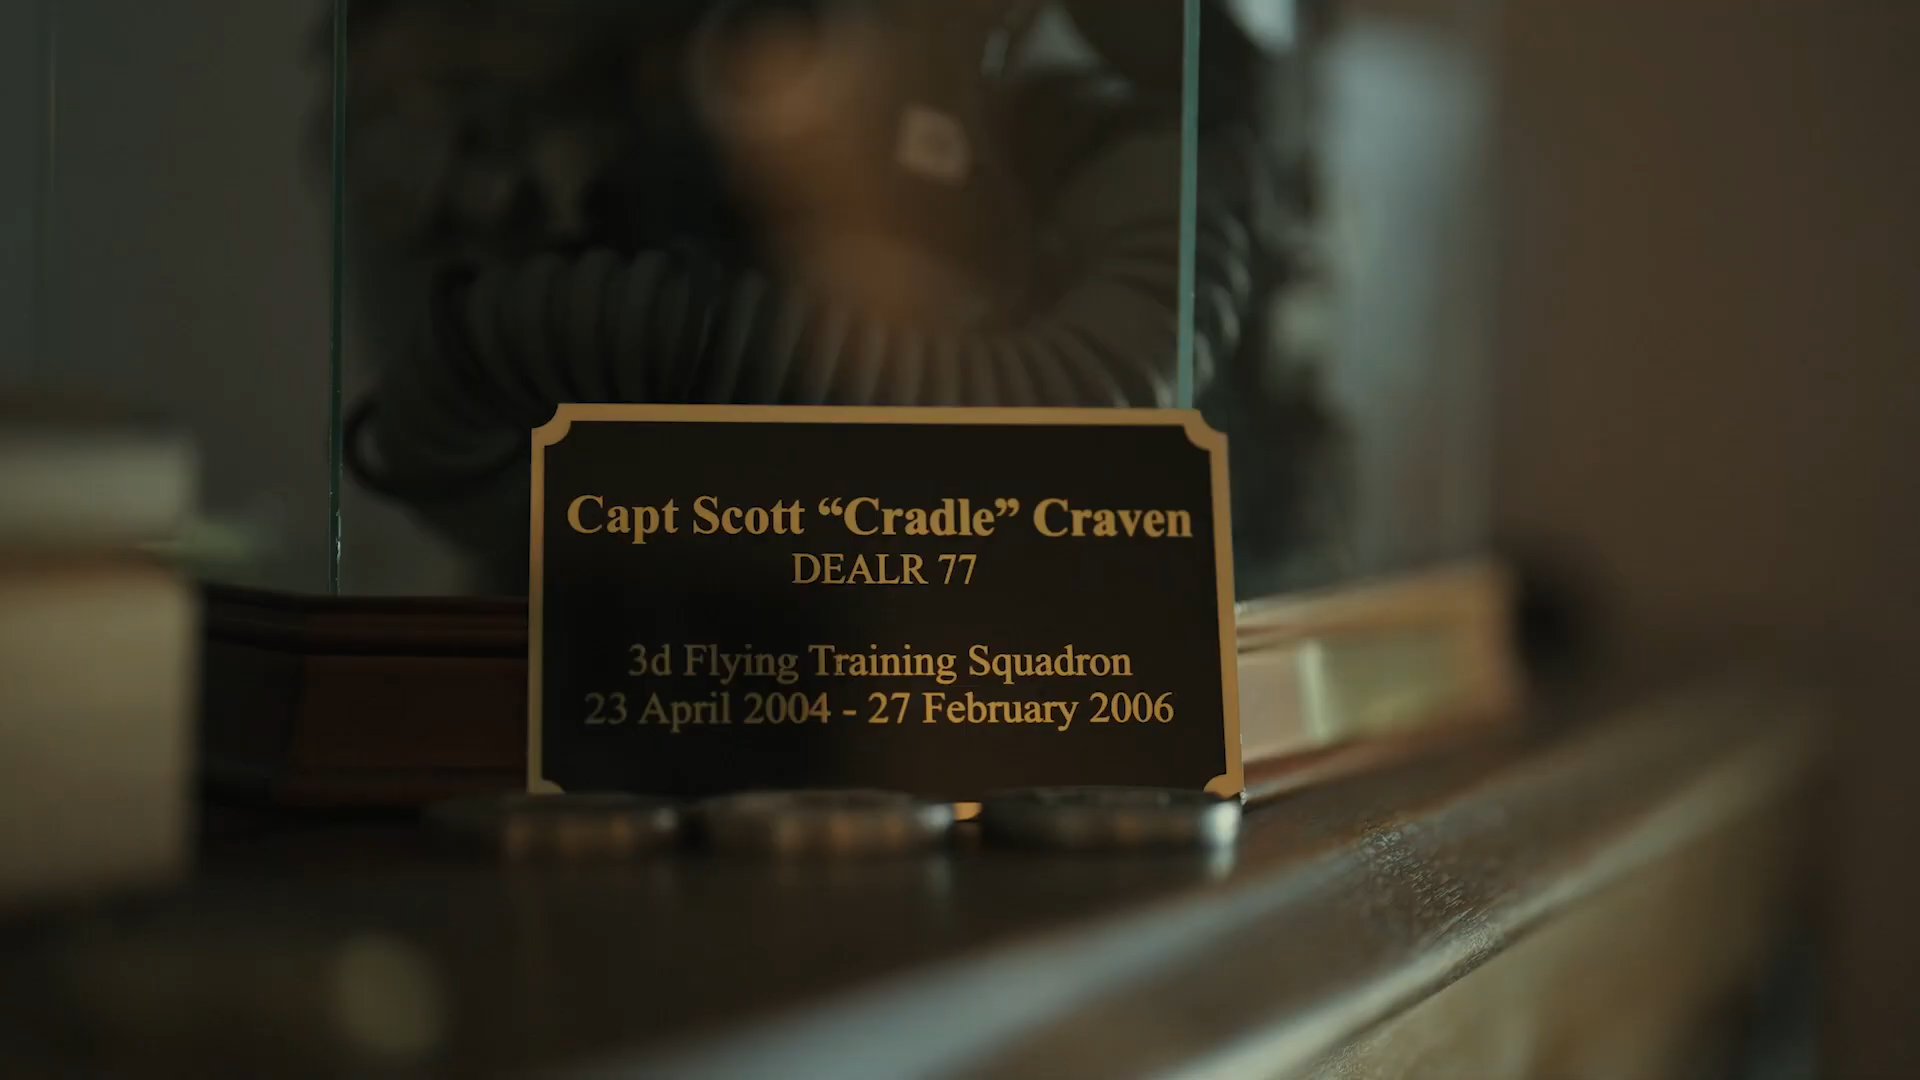 Capt Scott “Cradle” Craven
DEALR 77
3d Flying Training Squadron
23 April 2004 - 27 February 2006